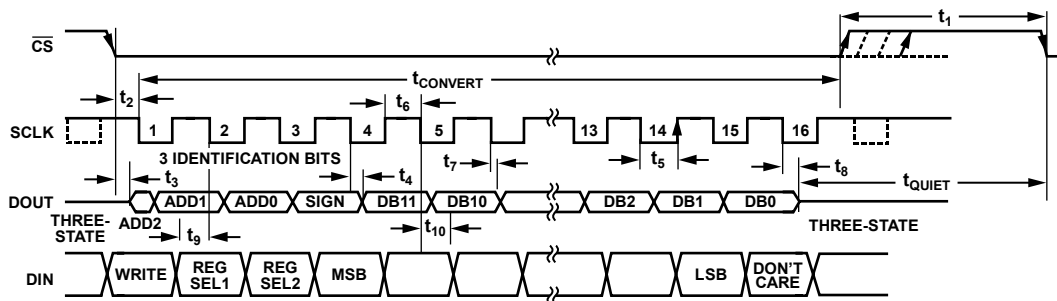 t1
CS
tCONVERT
t2
t6
SCLK
1 2 3 4 5 13 14 15 16
3 IDENTIFICATION BITS
t3 t4 t7 t5 t8
tQUIET
DOUT
ADD1 ADD0 SIGN DB11 DB10 DB2 DB1 DB0
THREE-STATE
ADD2
THREE-STATE
t9 t10
DIN
WRITE
REG SEL1
REG SEL2
MSB
LSB
DON'T CARE